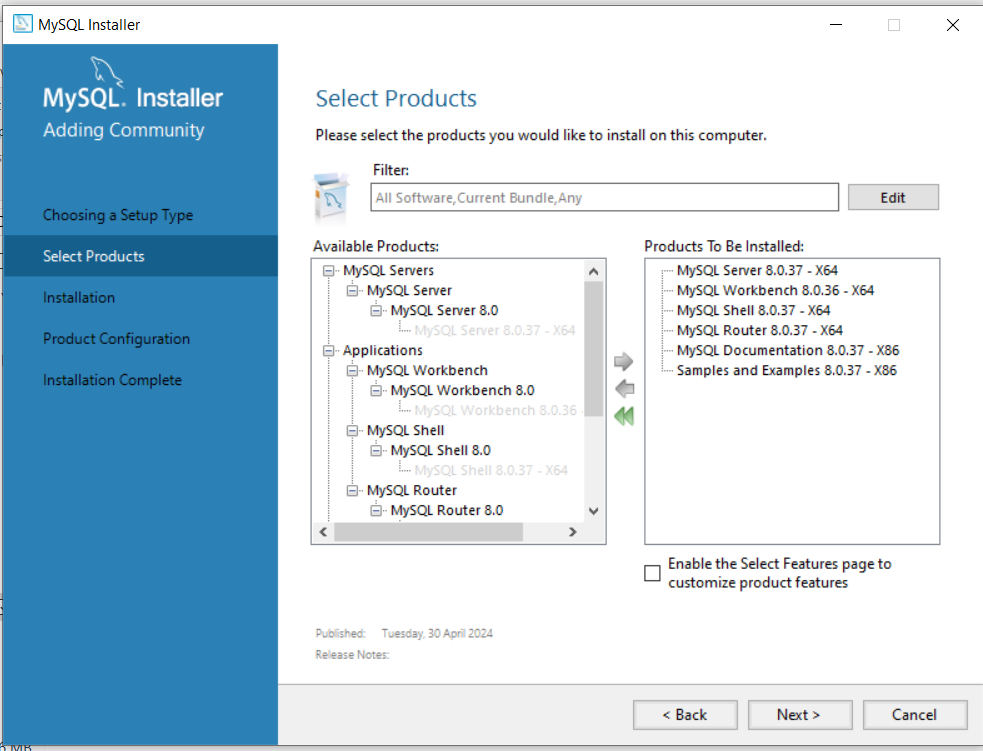 MySQL Installer
MySQL. Installer
Adding Community
Choosing a Setup Type
Select Products
Installation
Product Configuration
Installation Complete
Select Products
Please select the products you would like to install on this computer.
Filter:
All Software,Current Bundle,Any
Edit
Available Products:
MySQL Servers
MySQL Server
MySQL Server 8.0
MySQL Server 8.0.37 - X64
Applications
MySQL Workbench
MySQL Workbench 8.0
MySQL Workbench 8.0.36
MySQL Shell
MySQL Shell 8.0
MySQL Shell 8.0.37 - X64
MySQL Router
MySQL Router 8.0
Products To Be Installed:
MySQL Server 8.0.37 - X64
MySQL Workbench 8.0.36 - X64
MySQL Shell 8.0.37 - X64
MySQL Router 8.0.37 - X64
MySQL Documentation 8.0.37 - X86
Samples and Examples 8.0.37 - X86
Enable the Select Features page to
customize product features
Published: Tuesday, 30 April 2024
Release Notes:
< Back
Next >
Cancel